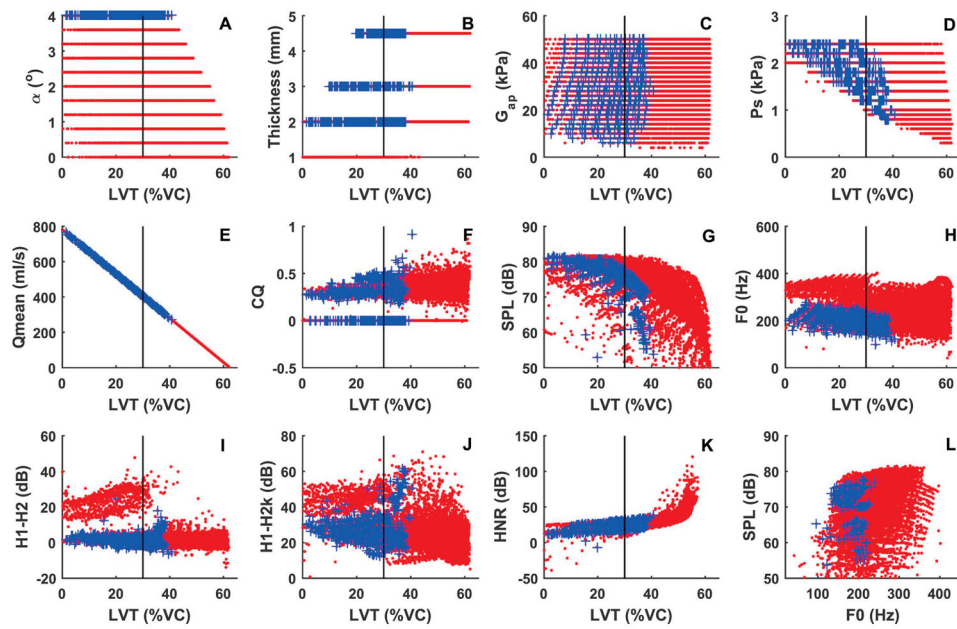 A
α (°)
4
3
2
1
0
0 20 40 60
LVT (%VC)
B
Thickness (mm)
5
4
3
2
1
0 20 40 60
LVT (%VC)
C
Gap (kPa)
60
40
20
0
0 20 40 60
LVT (%VC)
D
Ps (kPa)
3
2
1
0
0 20 40 60
LVT (%VC)
E
Qmean (ml/s)
800
600
400
200
0
0 20 40 60
LVT (%VC)
F
CQ
1
0.5
0
-0.5
0 20 40 60
LVT (%VC)
G
SPL (dB)
90
80
70
60
50
0 20 40 60
LVT (%VC)
H
F0 (Hz)
600
400
200
0
0 20 40 60
LVT (%VC)
I
H1-H2 (dB)
60
40
20
0
-20
0 20 40 60
LVT (%VC)
J
H1-H2k (dB)
80
60
40
20
0
0 20 40 60
LVT (%VC)
K
HNR (dB)
150
100
50
0
-50
0 20 40 60
LVT (%VC)
L
SPL (dB)
90
80
70
60
50
100 200 300 400
F0 (Hz)